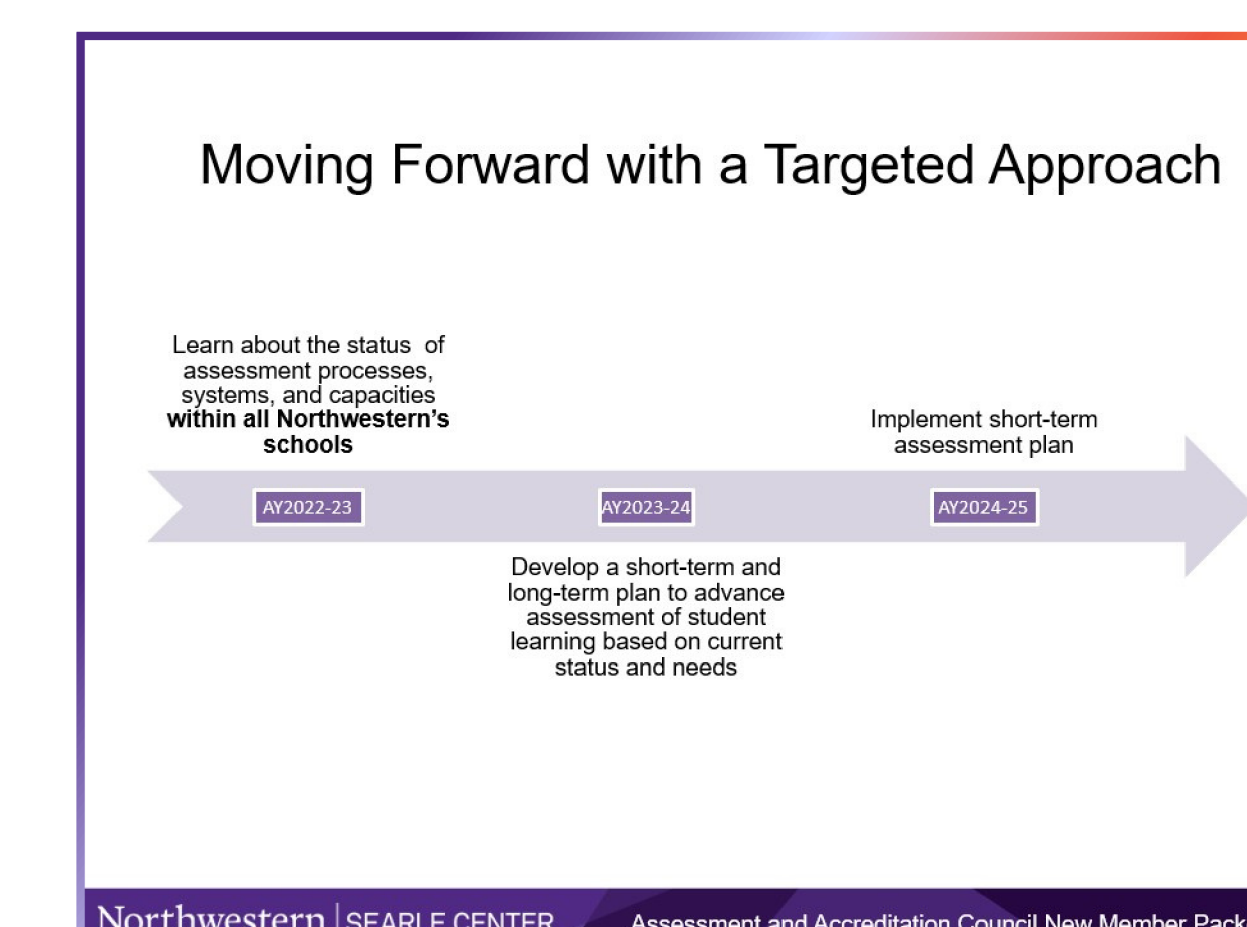 Moving Forward with a Targeted Approach
Learn about the status of
assessment processes,
systems, and capacities
within all Northwestern's
schools
Implement short-term
assessment plan
AY2022-23
AY2023-24
AY2024-25
Develop a short-term and
long-term plan to advance
assessment of student
learning based on current
status and needs
Northwestern | SEARLE CENTER
Assessment and Accreditation Council New Member Pack